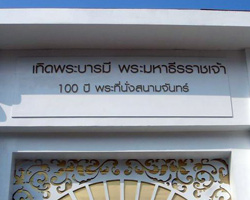 เทิดพระบารมี พระมหาธีรราชเจ้า
100 ปี พระที่นั่งสนามจันทร์